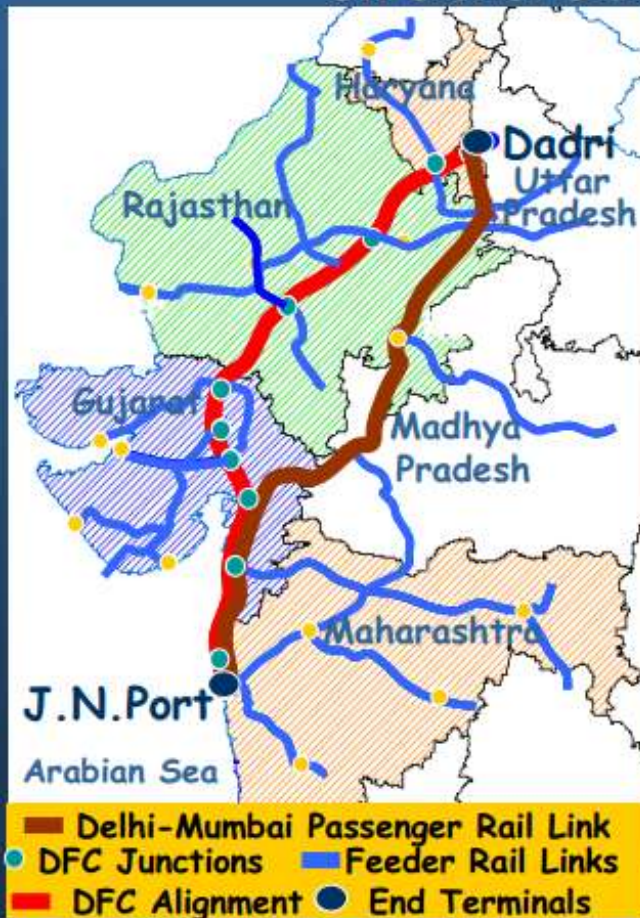 Haryana
Dadri
Uttar
Pradesh
Rajasthan
Gujarat
Madhya
Pradesh
Maharashtra
J.N.Port
Arabian Sea
Delhi-Mumbai Passenger Rail Link
DFC Junctions Feeder Rail Links
DFC Alignment End Terminals